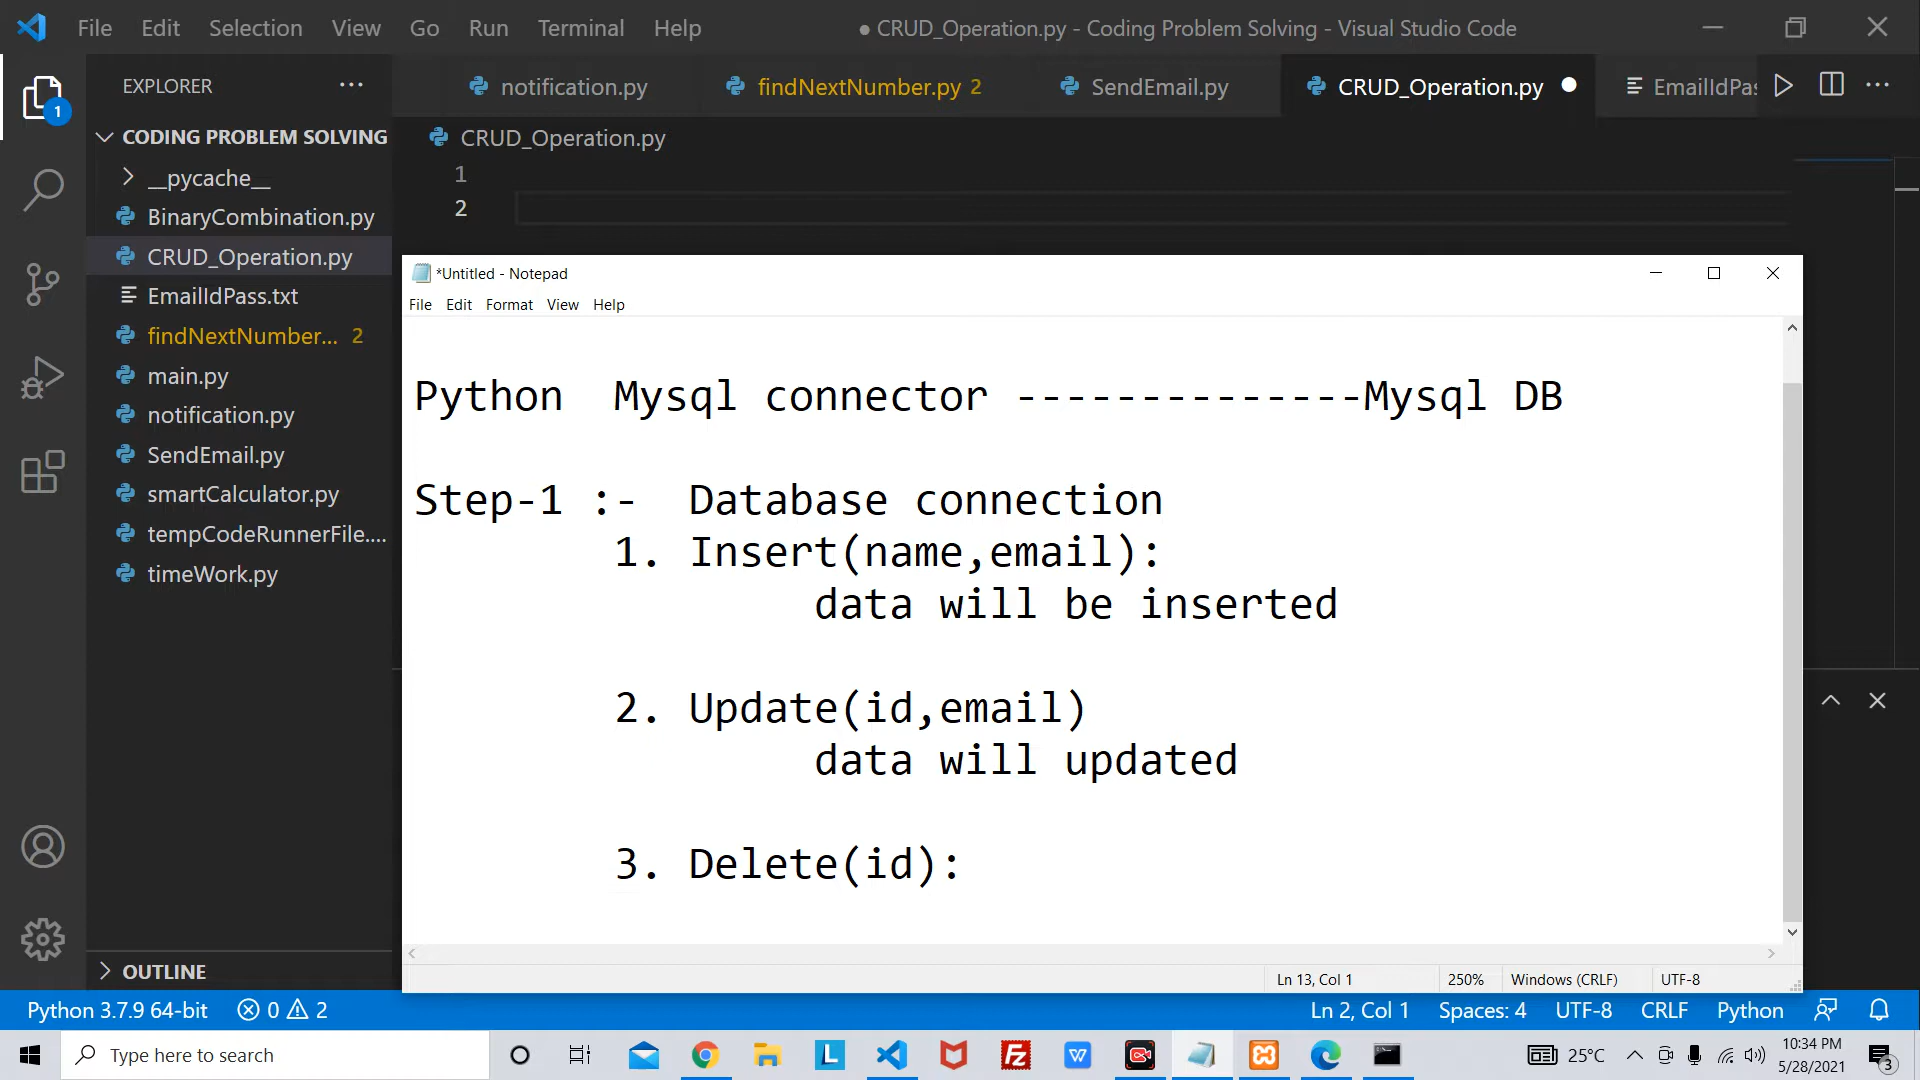 File Edit Selection View Go Run Terminal Help ● CRUD_Operation.py - Coding Problem Solving - Visual Studio Code
EXPLORER ...
notification.py findNextNumber.py 2 SendEmail.py CRUD_Operation.py ● EmailIdPas
CODING PROBLEM SOLVING
CRUD_Operation.py
__pycache__
BinaryCombination.py
CRUD_Operation.py
EmailIdPass.txt
findNextNumber... 2
main.py
notification.py
SendEmail.py
smartCalculator.py
tempCodeRunnerFile....
timeWork.py
OUTLINE
1
1
2
*Untitled - Notepad
File Edit Format View Help
Python Mysql connector --------------Mysql DB
Step-1 :- Database connection
1. Insert(name,email):
data will be inserted
2. Update(id,email)
data will updated
3. Delete(id):
Ln 13, Col 1 250% Windows (CRLF) UTF-8
Python 3.7.9 64-bit 0 2 Ln 2, Col 1 Spaces: 4 UTF-8 CRLF Python
Type here to search
L
Fz
W
25°C
10:34 PM
5/28/2021
3